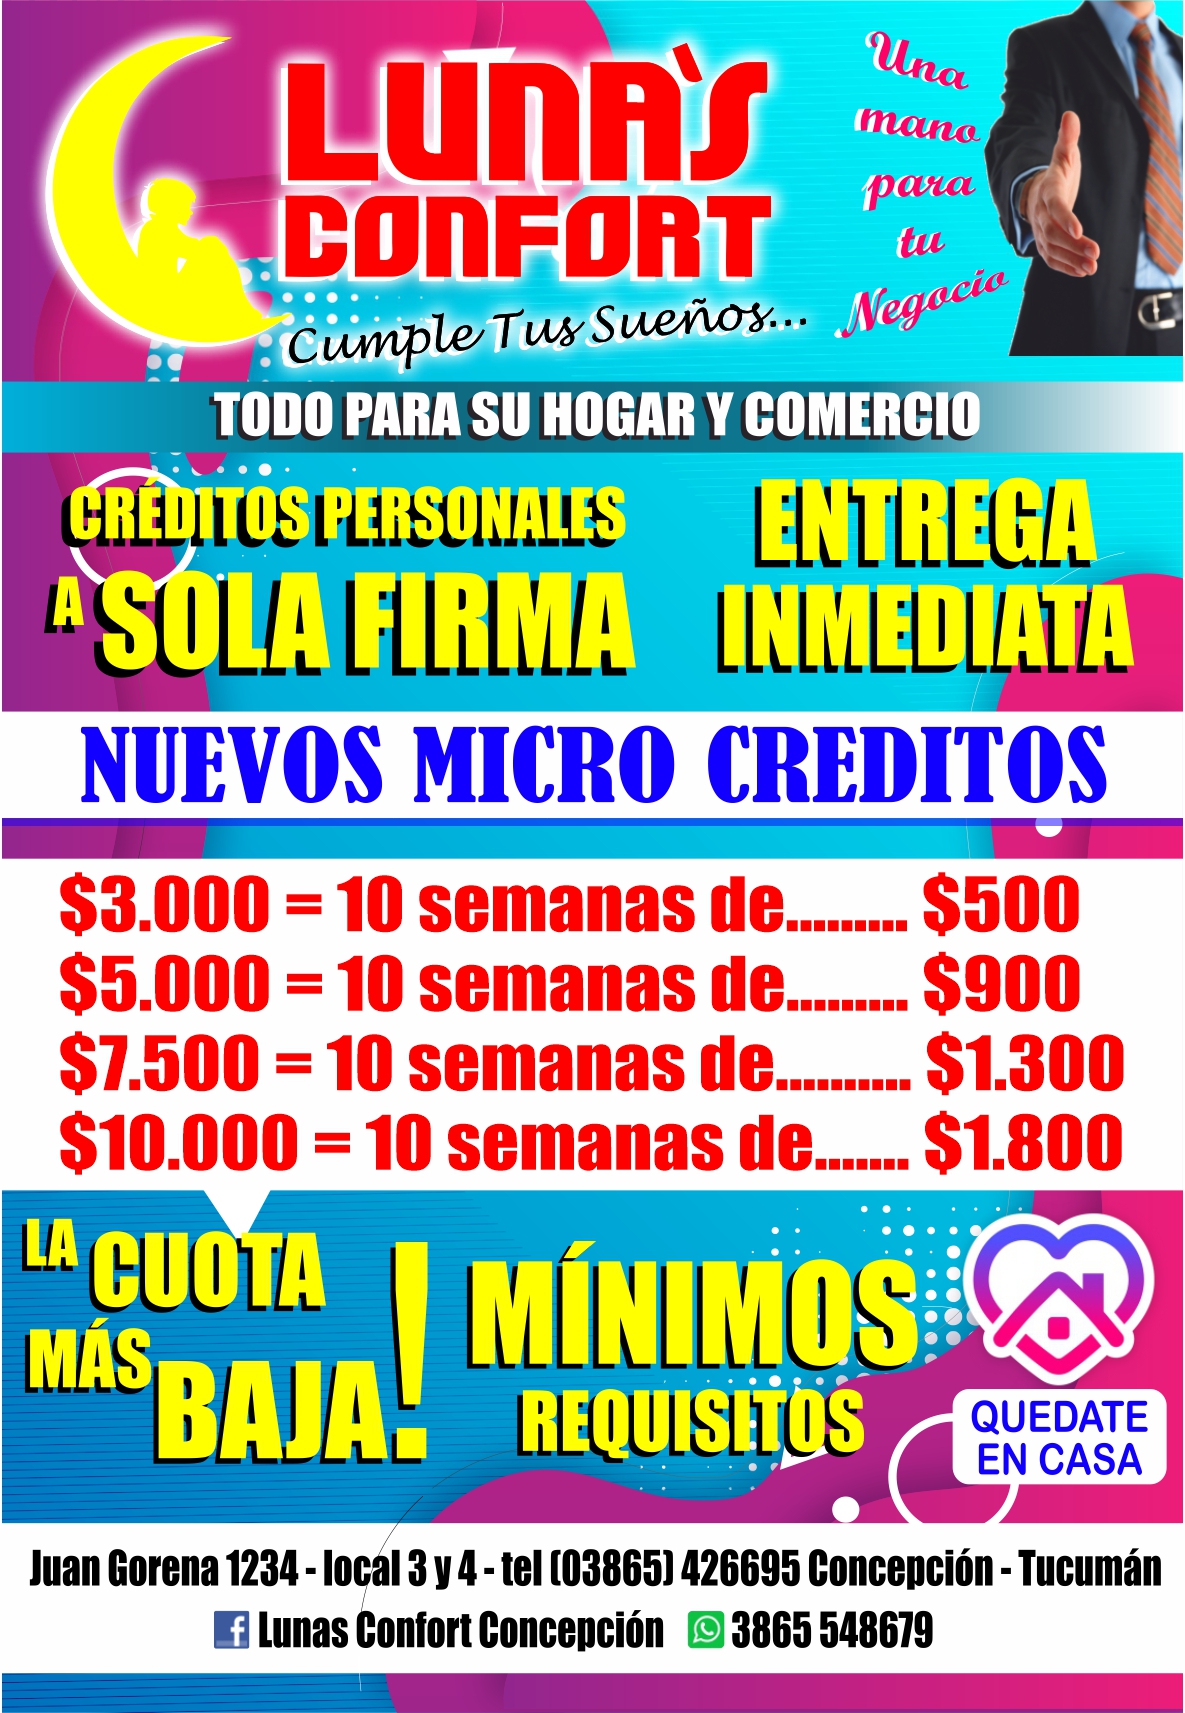 LUNA'S
CONFORT
Cumple Tus Sueños...
Una
mano
para
tu
Negocio
TODO PARA SU HOGAR Y COMERCIO
CRÉDITOS PERSONALES
A SOLA FIRMA
ENTREGA
INMEDIATA
NUEVOS MICRO CREDITOS
$3.000 = 10 semanas de......... $500
$5.000 = 10 semanas de......... $900
$7.500 = 10 semanas de.......... $1.300
$10.000 = 10 semanas de....... $1.800
LA CUOTA
MÁS BAJA!
MÍNIMOS
REQUISITOS
QUEDATE
EN CASA
Juan Gorena 1234 - local 3 y 4 - tel (03865) 426695 Concepción - Tucumán
f Lunas Confort Concepción 3865 548679